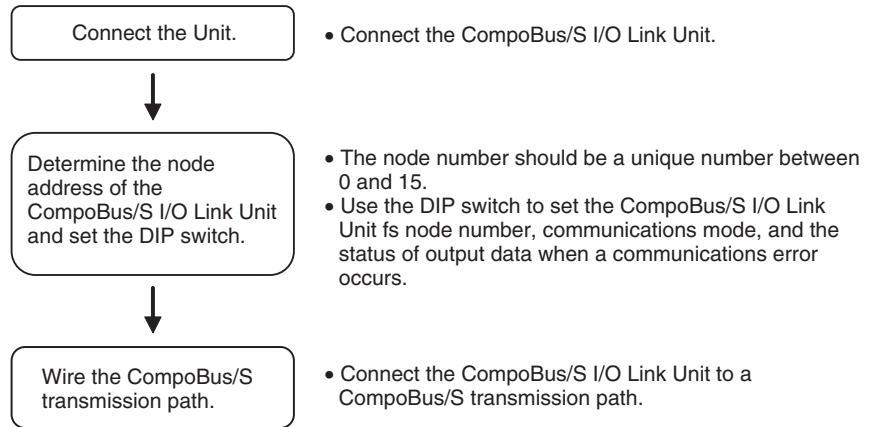 Connect the Unit.
• Connect the CompoBus/S I/O Link Unit.
Determine the node
address of the
CompoBus/S I/O Link Unit
and set the DIP switch.
• The node number should be a unique number between
0 and 15.
• Use the DIP switch to set the CompoBus/S I/O Link
Unit fs node number, communications mode, and the
status of output data when a communications error
occurs.
Wire the CompoBus/S
transmission path.
• Connect the CompoBus/S I/O Link Unit to a
CompoBus/S transmission path.